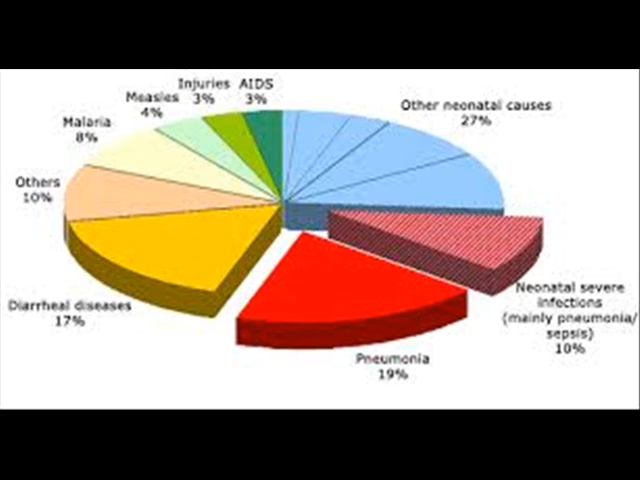 Injuries AIDS
3% 3%
Measles
4%
Other neonatal causes
27%
Malaria
8%
Others
10%
Neonatal severe
infections
(mainly pneumonia/
sepsis)
10%
Diarrheal diseases
17%
Pneumonia
19%